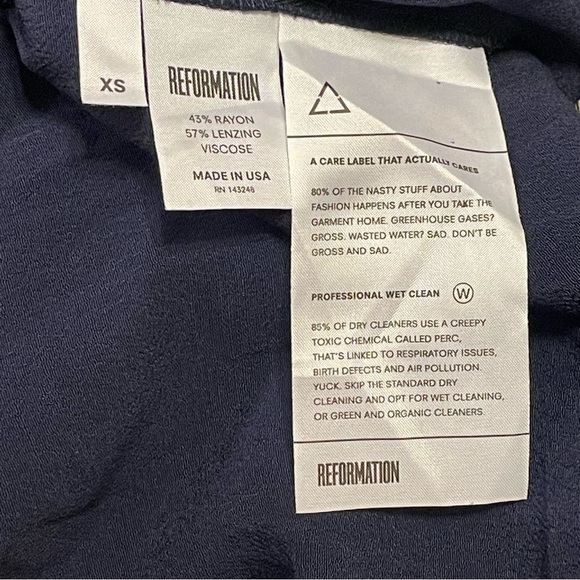 XS
REFORMATION
43% RAYON
57% LENZING
VISCOSE
MADE IN USA
RN 143246
A CARE LABEL THAT ACTUALLY CARES
80% OF THE NASTY STUFF ABOUT
FASHION HAPPENS AFTER YOU TAKE THE
GARMENT HOME. GREENHOUSE GASES?
GROSS. WASTED WATER? SAD. DON'T BE
GROSS AND SAD.
PROFESSIONAL WET CLEAN W
85% OF DRY CLEANERS USE A CREEPY
TOXIC CHEMICAL CALLED PERC,
THAT'S LINKED TO RESPIRATORY ISSUES,
BIRTH DEFECTS AND AIR POLLUTION.
YUCK. SKIP THE STANDARD DRY
CLEANING AND OPT FOR WET CLEANING,
OR GREEN AND ORGANIC CLEANERS.
REFORMATION